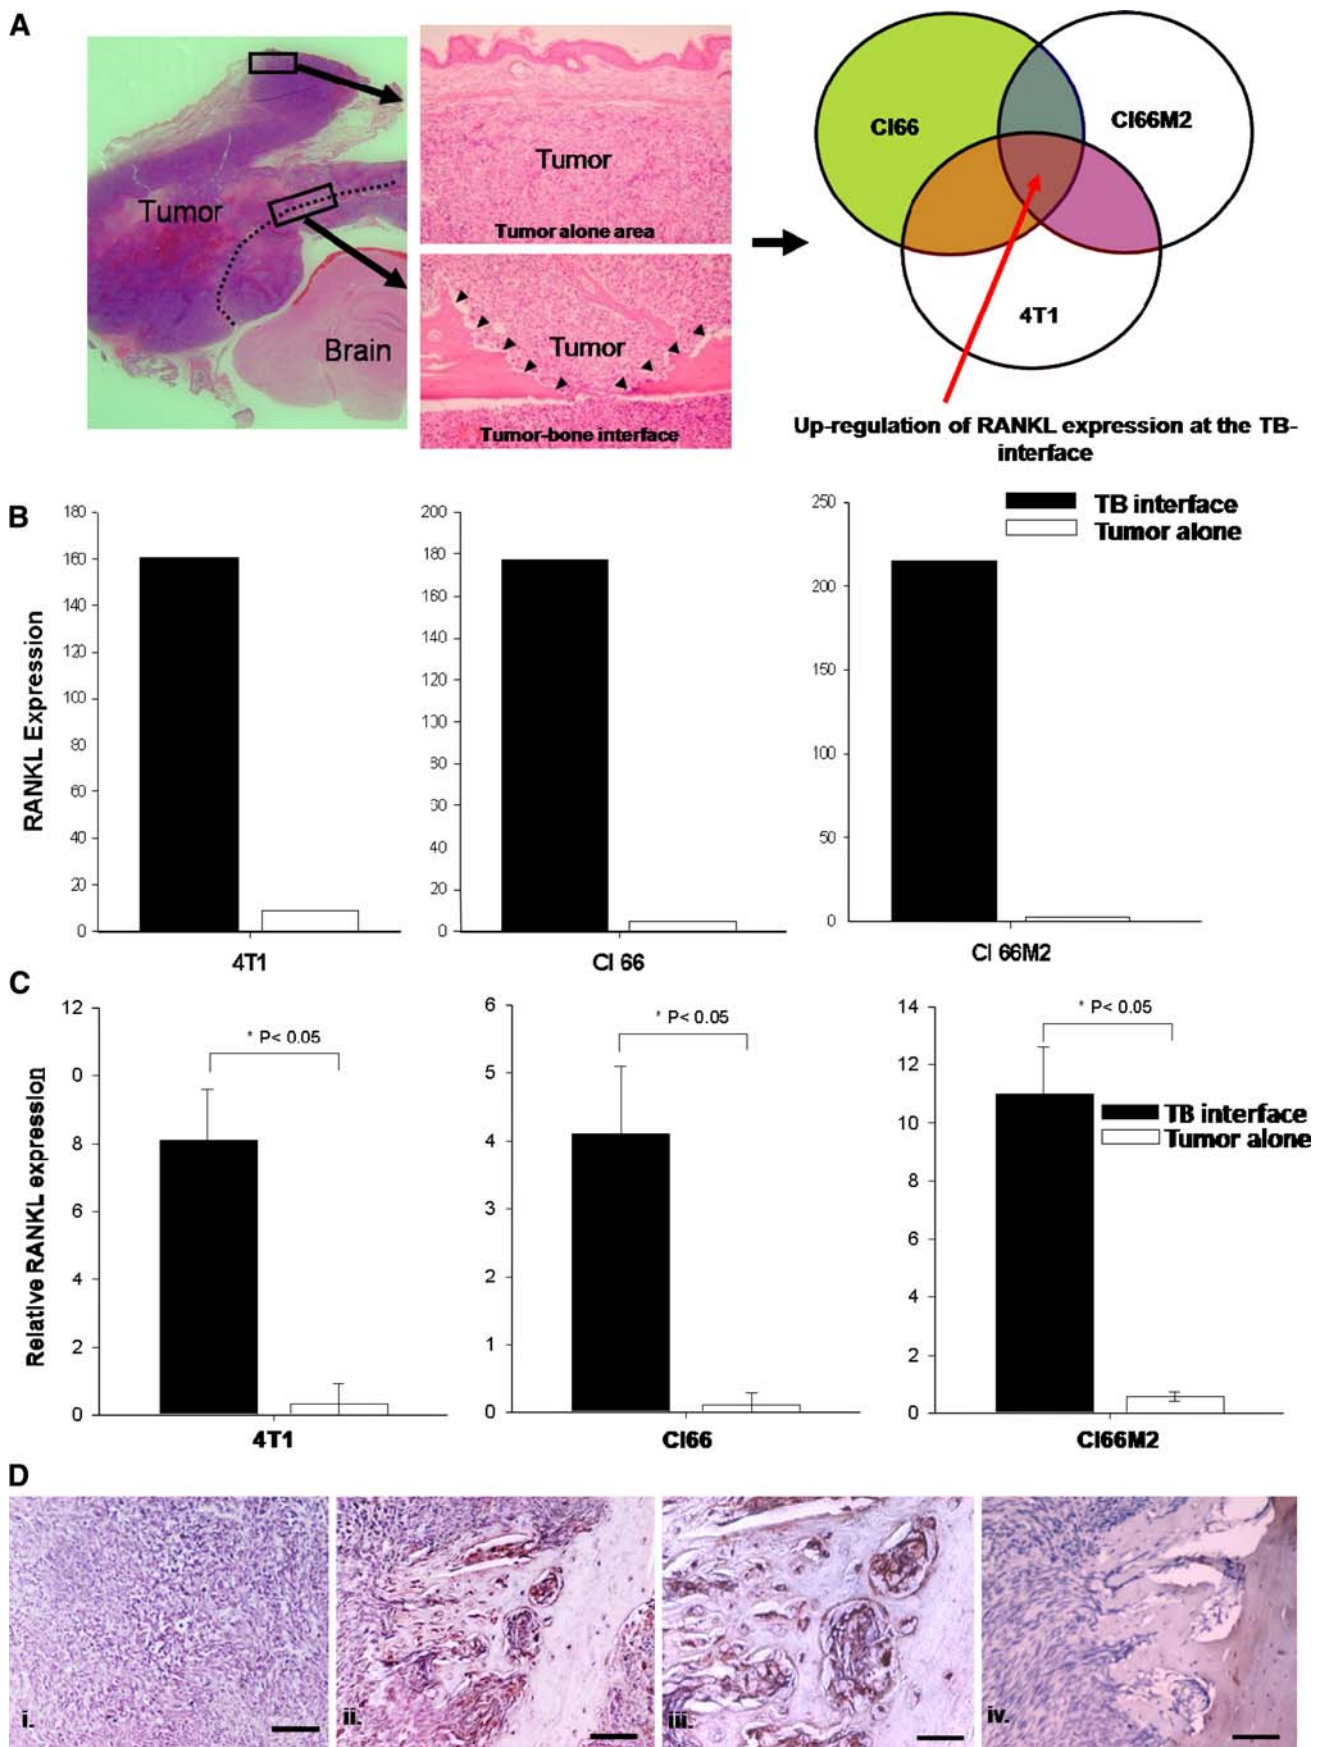 A
Tumor
Brain
Tumor
Tumor alone area
Tumor
Tumor-bone interface
Cl66
Cl66M2
4T1
Up-regulation of RANKL expression at the TB-
interface
B
RANKL Expression
180
160
140
120
100
80
60
40
20
0
4T1
200
180
160
140
120
100
80
60
40
20
0
Cl 66
250
200
150
100
50
0
Cl 66M2
TB interface
Tumor alone
C
Relative RANKL expression
12
0
8
6
4
2
0
* P< 0.05
4T1
6
5
4
3
2
1
0
* P< 0.05
Cl66
14
12
10
8
6
4
2
0
* P< 0.05
TB interface
Tumor alone
Cl66M2
D
i.
ii.
iii.
iv.